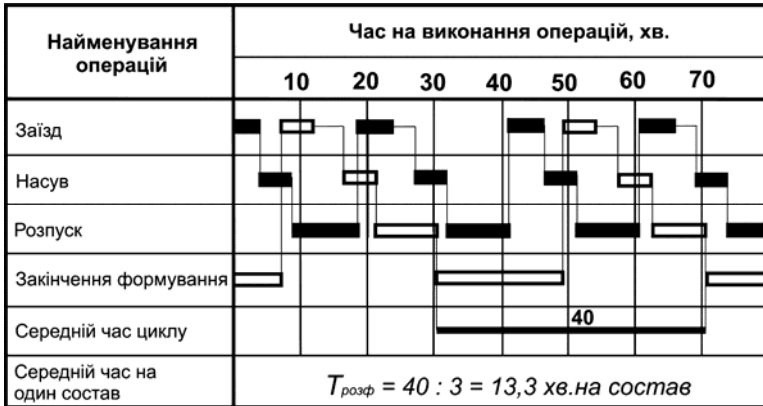 Найменування
операцій
Час на виконання операцій, хв.
10 20 30 40 50 60 70
Заїзд
Насув
Розпуск
Закінчення формування
Середній час циклу
40
Середній час на
один состав
Tрозф = 40 : 3 = 13,3 хв.на состав